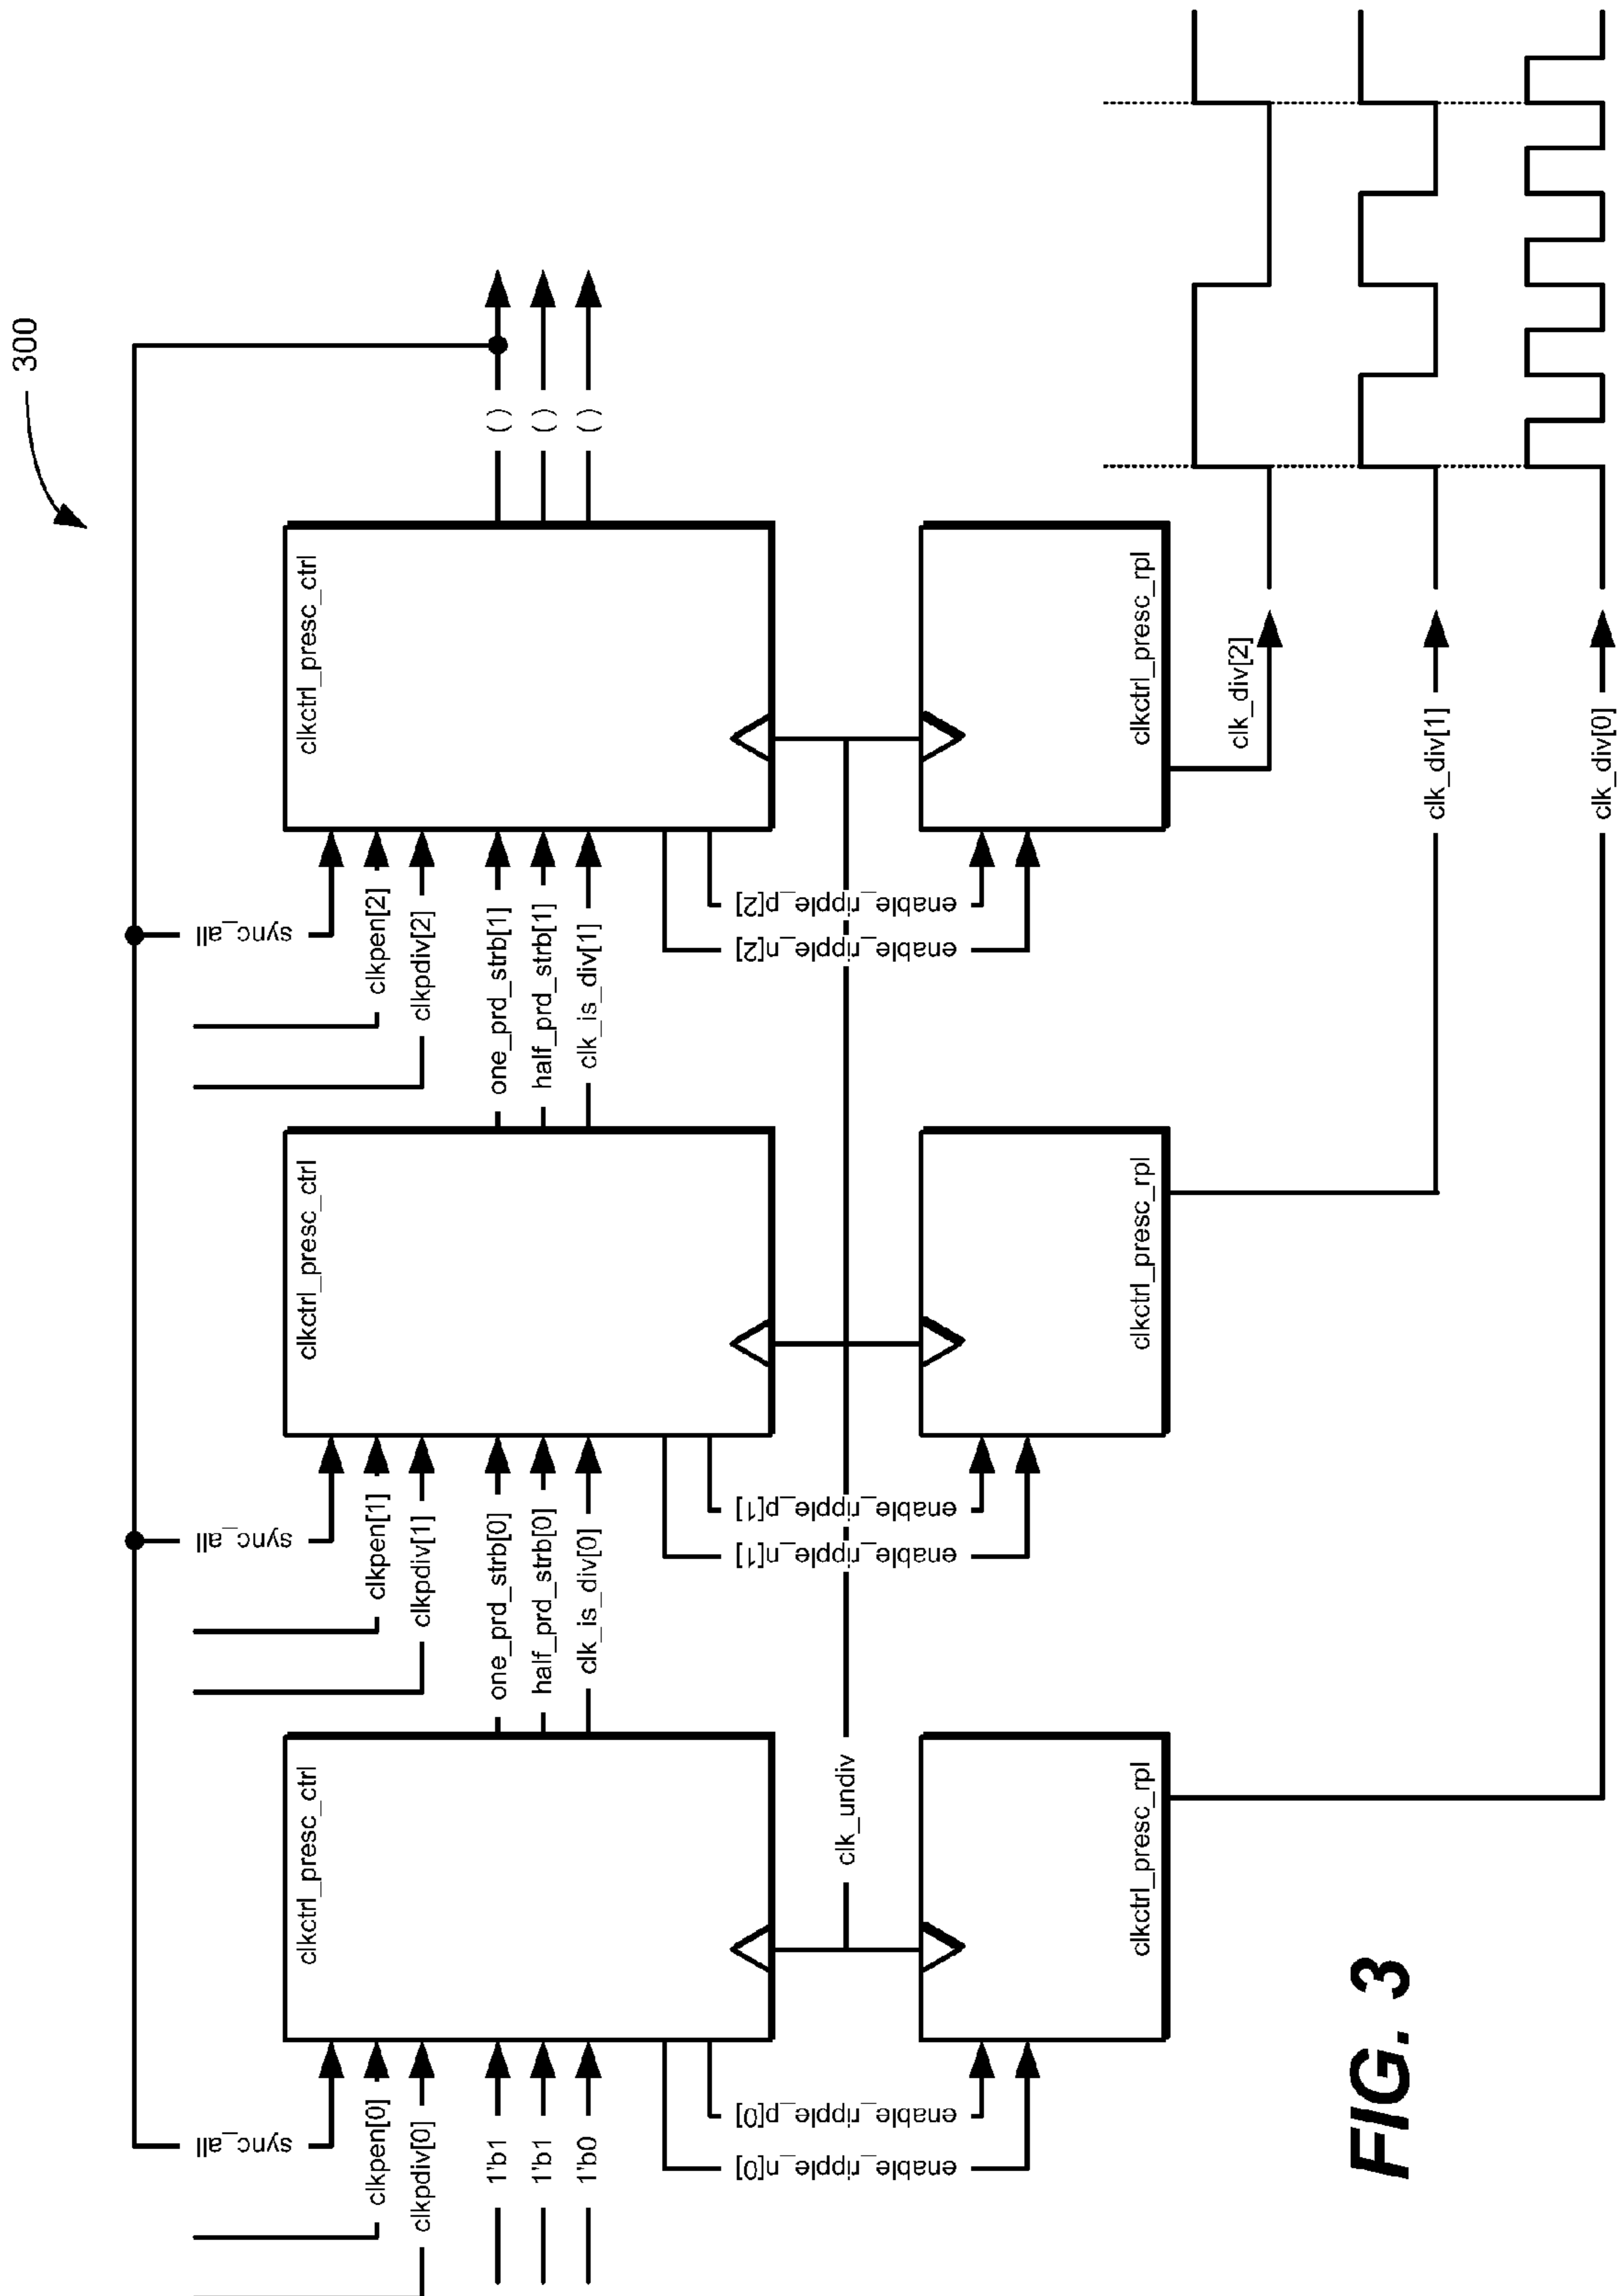 300
sync_all
clkpen[0]
clkpdiv[0]
1'b1
1'b1
1'b0
clkctrl_presc_ctrl
enable_ripple_p[0]
enable_ripple_n[0]
clkctrl_presc_rpl
clk_undiv
one_prd_strb[0]
half_prd_strb[0]
clk_is_div[0]
sync_all
clkpen[1]
clkpdiv[1]
clkctrl_presc_ctrl
enable_ripple_p[1]
enable_ripple_n[1]
clkctrl_presc_rpl
one_prd_strb[1]
half_prd_strb[1]
clk_is_div[1]
sync_all
clkpen[2]
clkpdiv[2]
clkctrl_presc_ctrl
enable_ripple_p[2]
enable_ripple_n[2]
clkctrl_presc_rpl
( )
( )
( )
clk_div[2]
clk_div[1]
clk_div[0]
FIG. 3